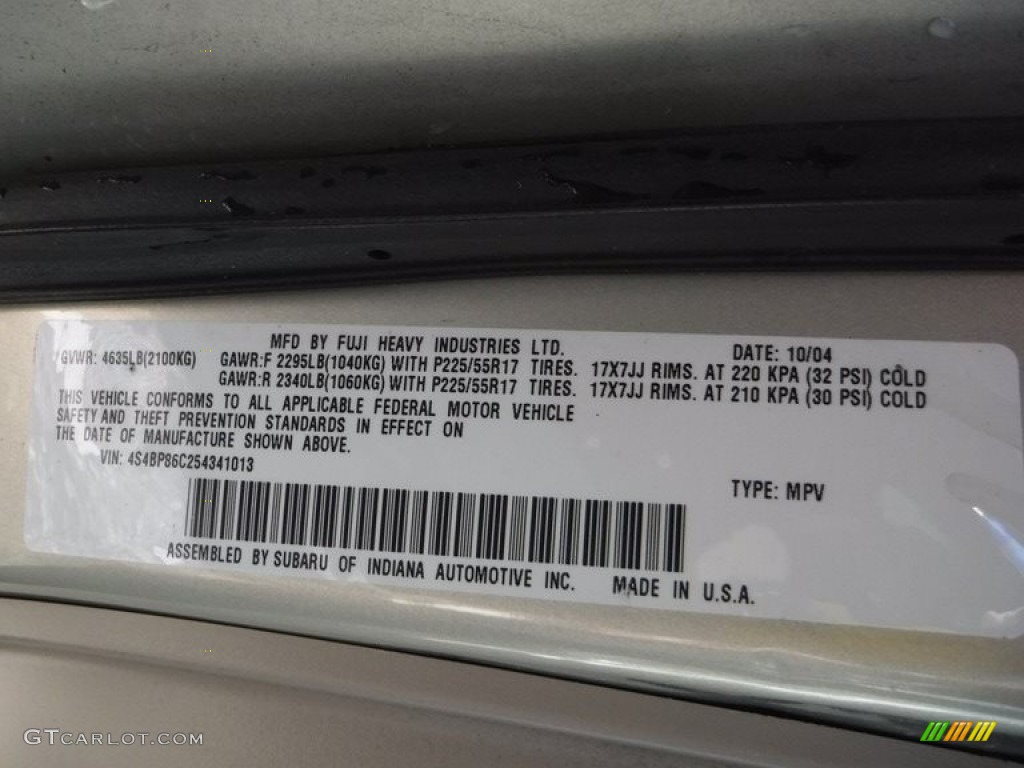 MFD BY FUJI HEAVY INDUSTRIES LTD. DATE: 10/04
GVWR: 4635LB(2100KG) GAWR:F 2295LB(1040KG) WITH P225/55R17 TIRES. 17X7JJ RIMS. AT 220 KPA (32 PSI) COLD
GAWR:R 2340LB(1060KG) WITH P225/55R17 TIRES. 17X7JJ RIMS. AT 210 KPA (30 PSI) COLD
THIS VEHICLE CONFORMS TO ALL APPLICABLE FEDERAL MOTOR VEHICLE
SAFETY AND THEFT PREVENTION STANDARDS IN EFFECT ON
THE DATE OF MANUFACTURE SHOWN ABOVE.
VIN: 4S4BP86C254341013
TYPE: MPV
ASSEMBLED BY SUBARU OF INDIANA AUTOMOTIVE INC. MADE IN U.S.A.
GTCARLOT.COM